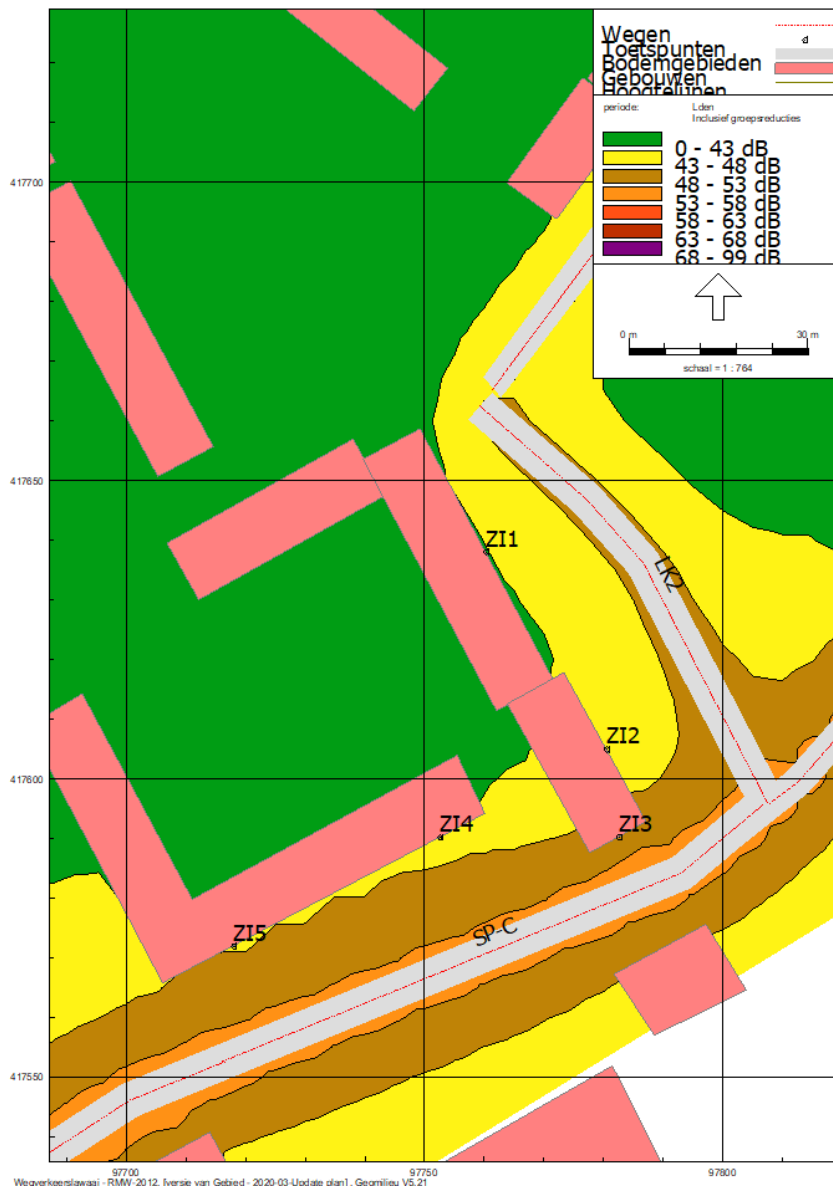 Wegen
Toetspunten
Bodemgebieden
Gebouwen
Hoogtelijnen
periode: Lden
Inclusief groepsreducties
0 - 43 dB
43 - 48 dB
48 - 53 dB
53 - 58 dB
58 - 63 dB
63 - 68 dB
68 - 99 dB
0 m 30 m
schaal = 1 : 764
417700
417650
ZI1
LK2
ZI2
417600
ZI4
ZI3
SP-C
ZI5
417550
97700 97750 97800
Wegverkeerslawaai - RMW-2012, [versie van Gebied - 2020-03-Update plan], Geomilieu V5.21